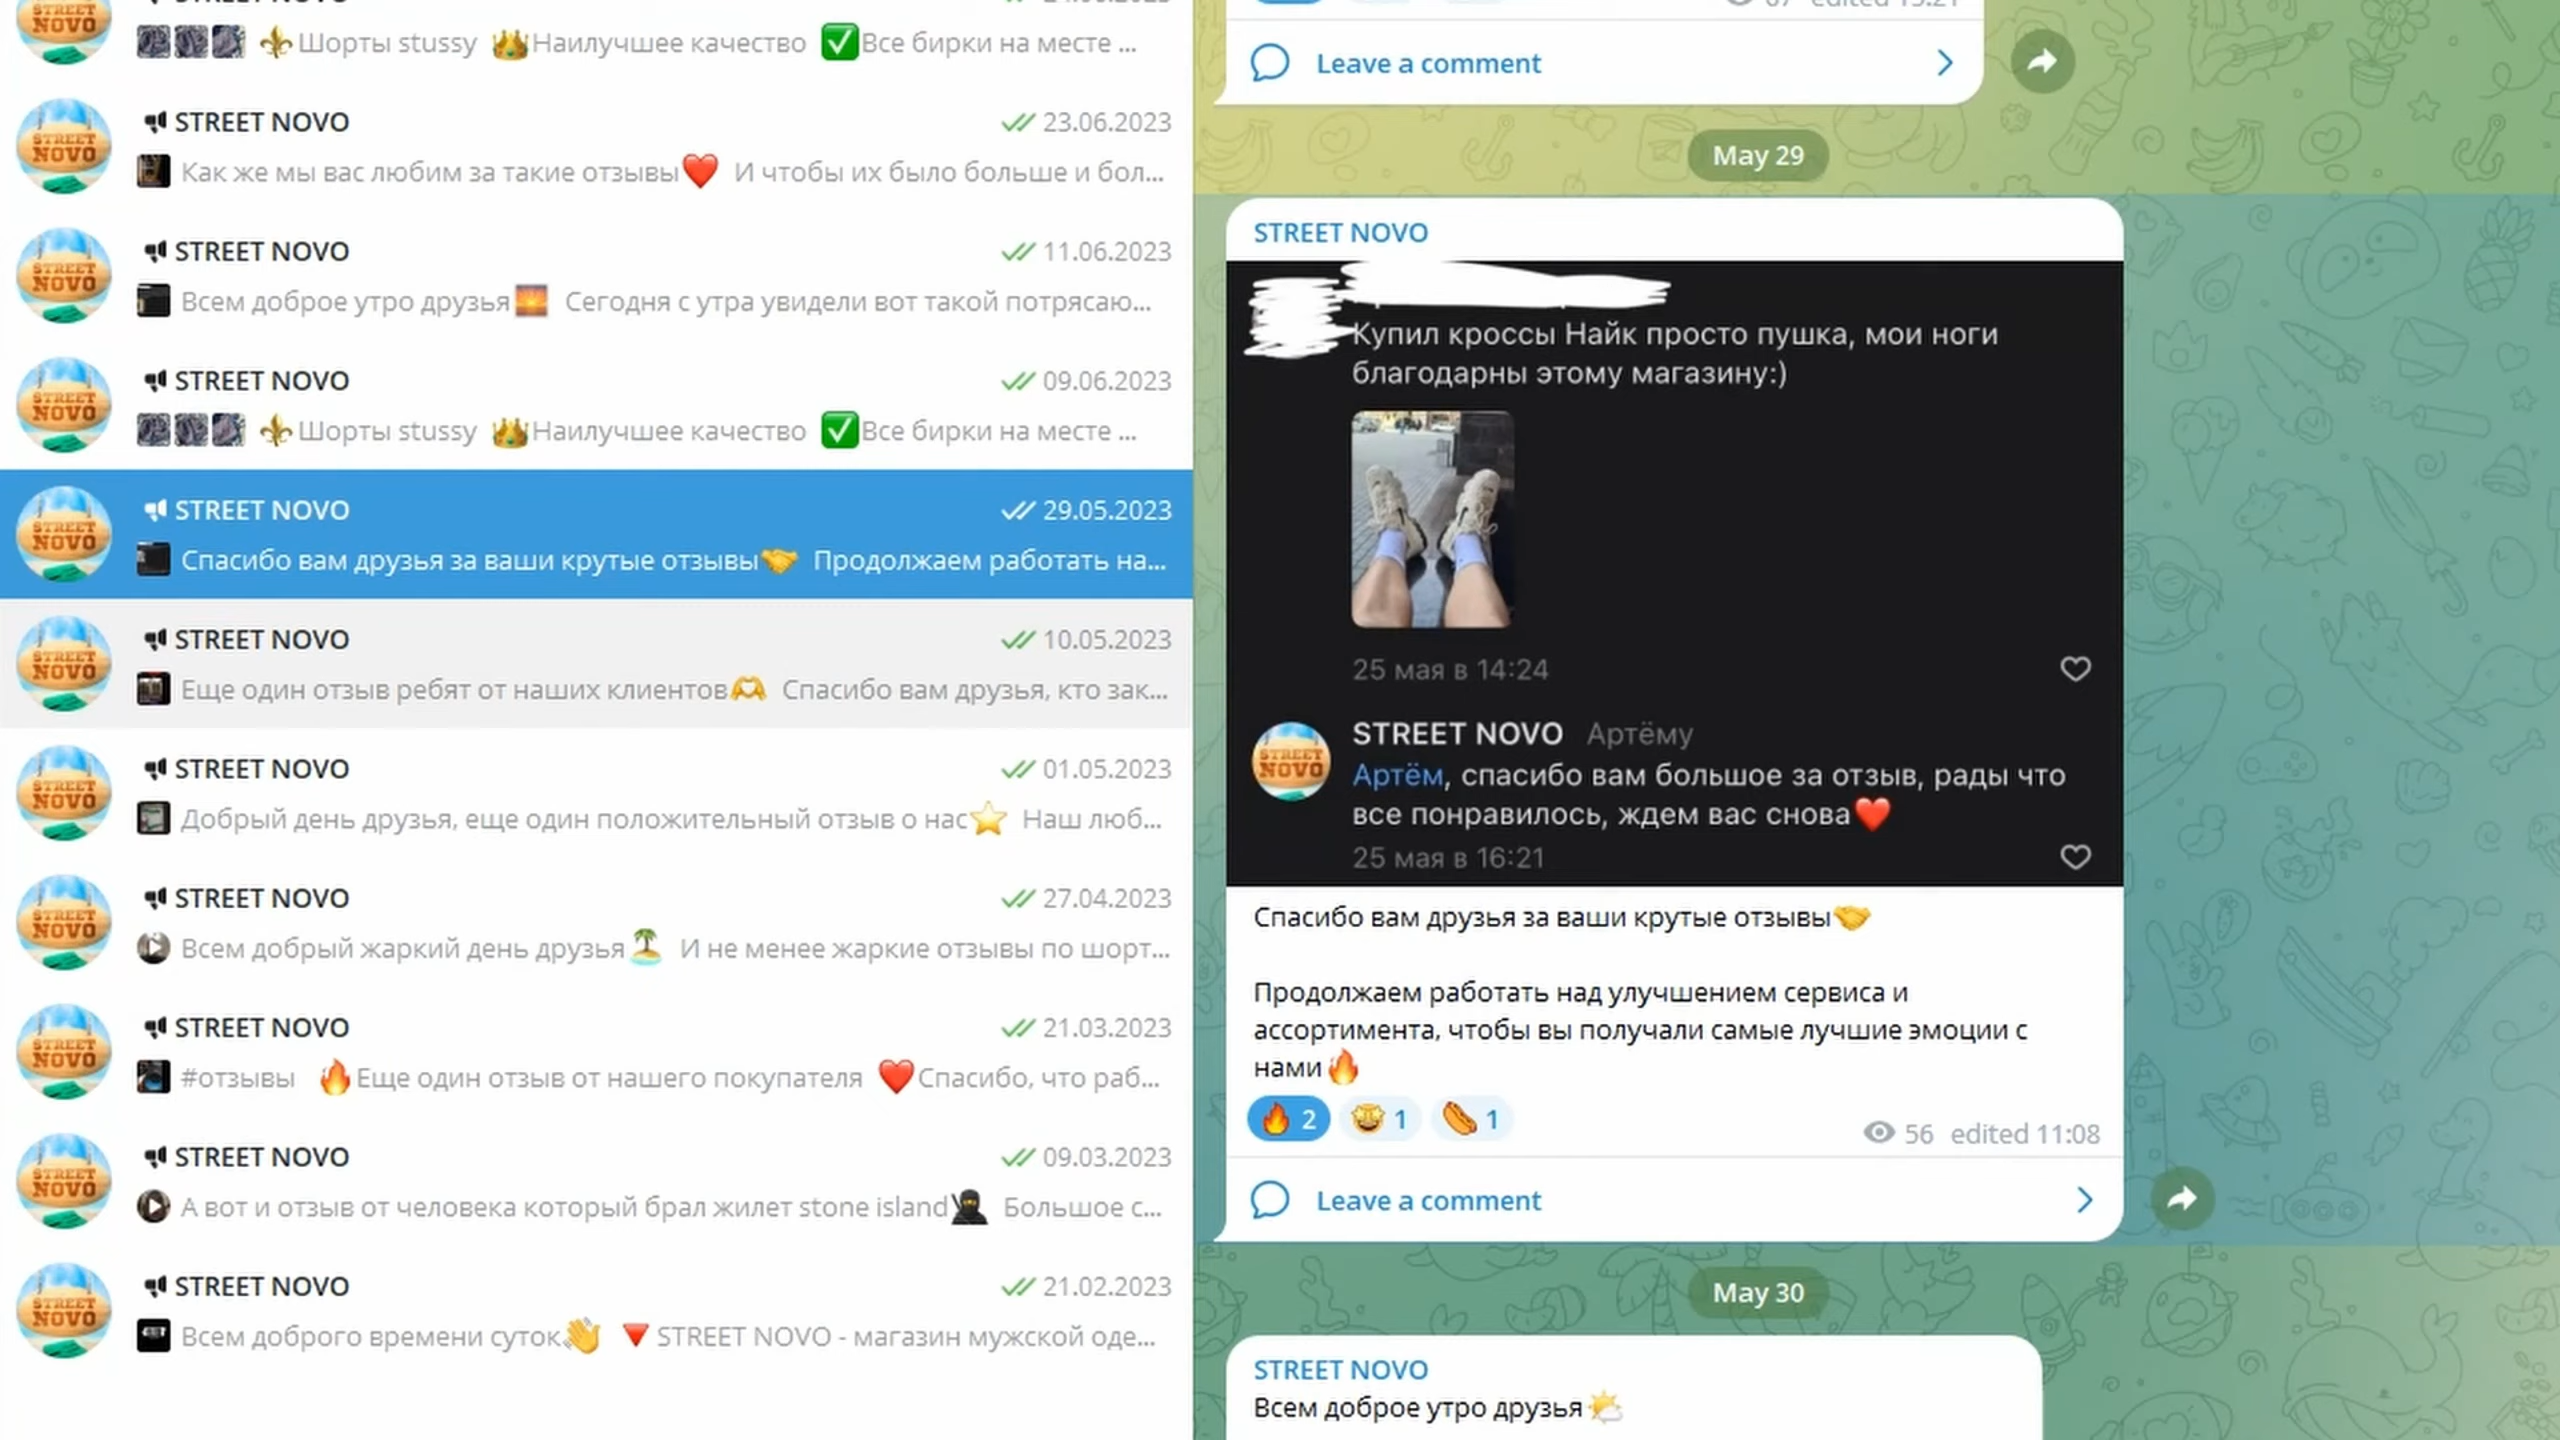 Шорты stussy Наилучшее качество Все бирки на месте ...
STREET NOVO 23.06.2023
Как же мы вас любим за такие отзывы❤️ И чтобы их было больше и бол...
STREET NOVO 11.06.2023
Всем доброе утро друзья🌅 Сегодня с утра увидели вот такой потрясаю...
STREET NOVO 09.06.2023
⚜️Шорты stussy 👑Наилучшее качество ✅Все бирки на месте ...
STREET NOVO 29.05.2023
Спасибо вам друзья за ваши крутые отзывы🤝 Продолжаем работать на...
STREET NOVO 10.05.2023
Еще один отзыв ребят от наших клиентов🫶 Спасибо вам друзья, кто зак...
STREET NOVO 01.05.2023
Добрый день друзья, еще один положительный отзыв о нас⭐ Наш люб...
STREET NOVO 27.04.2023
Всем добрый жаркий день друзья🏝 И не менее жаркие отзывы по шорт...
STREET NOVO 21.03.2023
#отзывы 🔥Еще один отзыв от нашего покупателя ❤️Спасибо, что раб...
STREET NOVO 09.03.2023
А вот и отзыв от человека который брал жилет stone island🥷 Большое с...
STREET NOVO 21.02.2023
Всем доброго времени суток👋 🔻STREET NOVO - магазин мужской оде...
Leave a comment
May 29
STREET NOVO
Купил кроссы Найк просто пушка, мои ноги
благодарны этому магазину:)
25 мая в 14:24
STREET NOVO Артёму
Артём, спасибо вам большое за отзыв, рады что
все понравилось, ждем вас снова❤️
25 мая в 16:21
Спасибо вам друзья за ваши крутые отзывы🤝
Продолжаем работать над улучшением сервиса и
ассортимента, чтобы вы получали самые лучшие эмоции с
нами🔥
🔥 2 🤩 1 🌭 1
56 edited 11:08
Leave a comment
May 30
STREET NOVO
Всем доброе утро друзья🌤